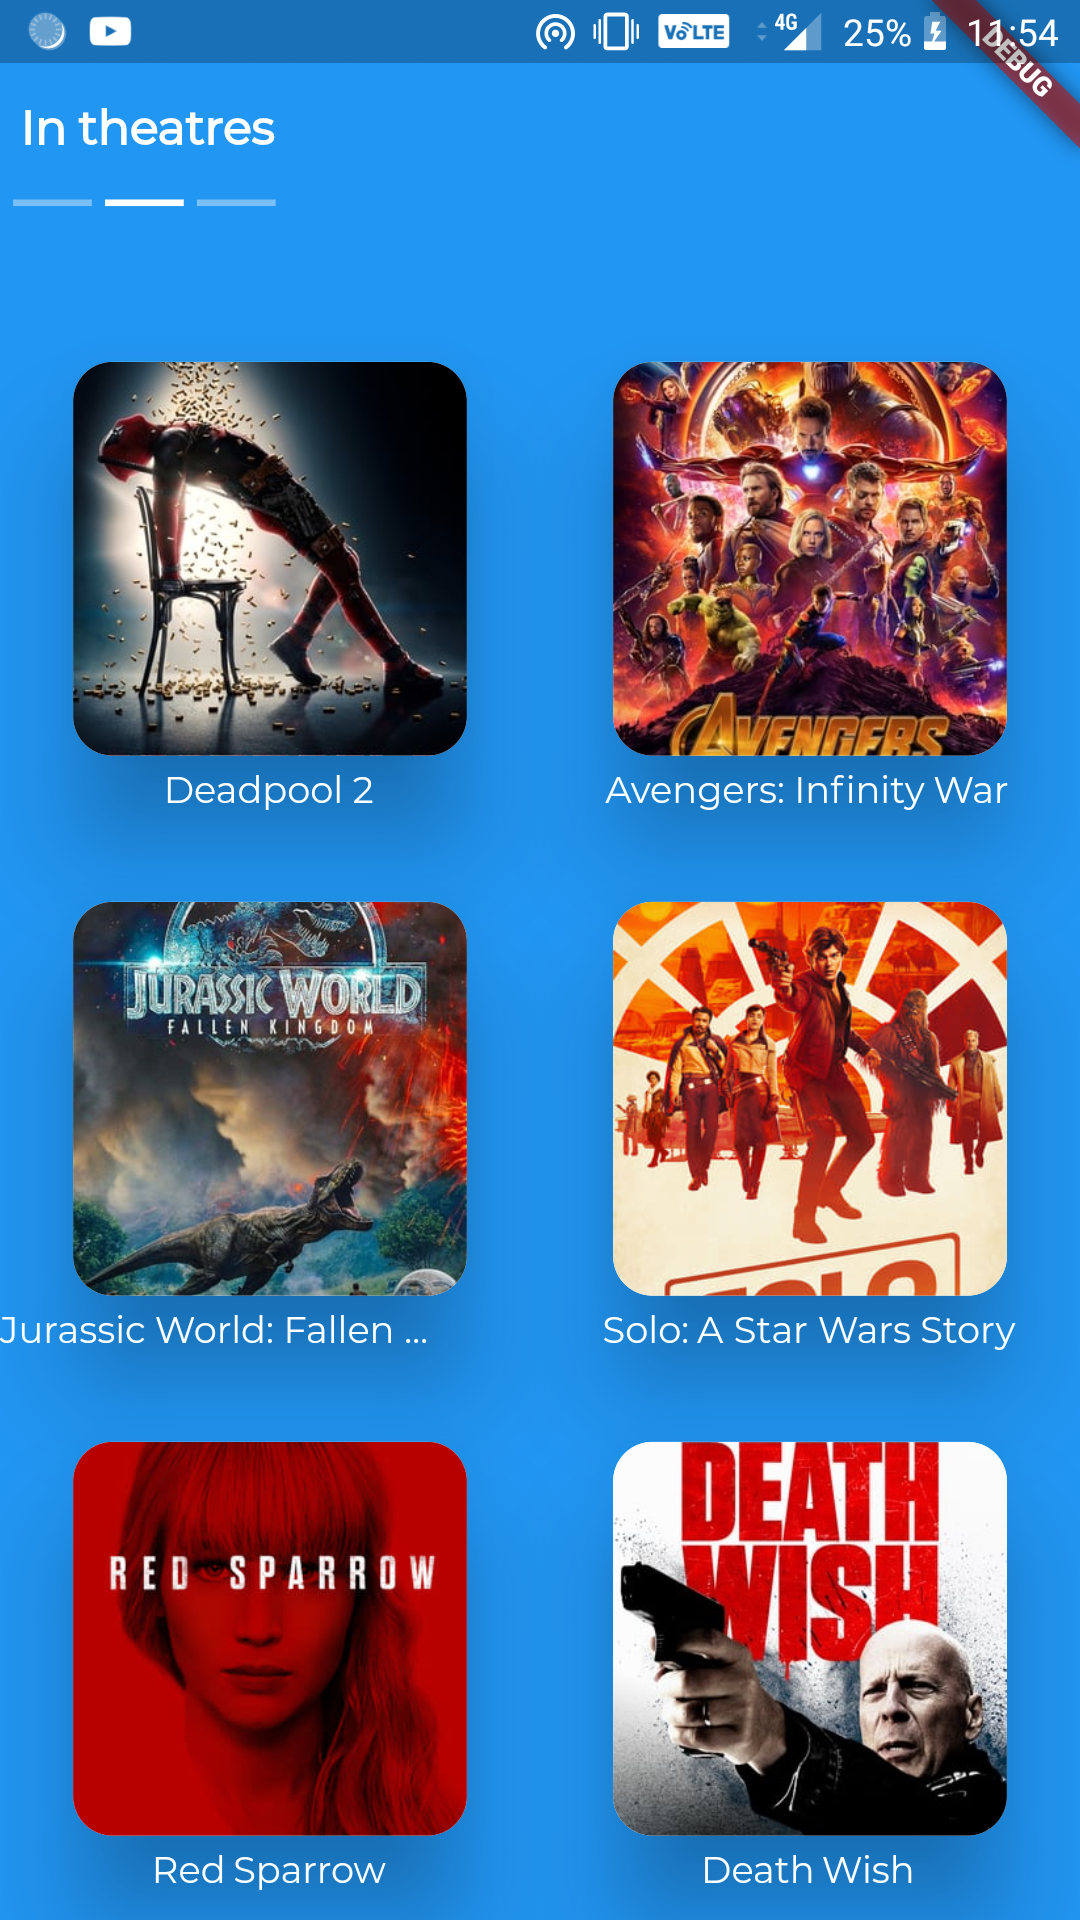 VoLTE 4G 25% 11:54
DEBUG
In theatres
AVENGERS
Deadpool 2
Avengers: Infinity War
JURASSIC WORLD
FALLEN KINGDOM
SOLO
Jurassic World: Fallen ...
Solo: A Star Wars Story
RED SPARROW
DEATH
WISH
Red Sparrow
Death Wish